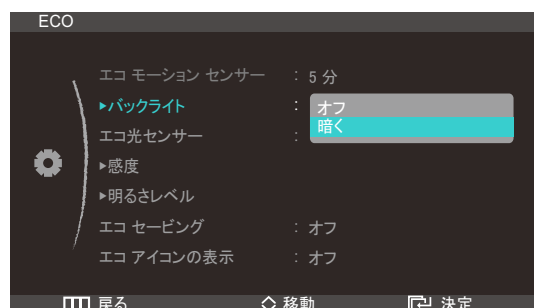 ECO
エコ モーション センサー : 5 分
▸バックライト : オフ
暗く
エコ光センサー :
▸感度
▸明るさレベル
エコ セービング : オフ
エコ アイコンの表示 : オフ
戻る 移動 決定